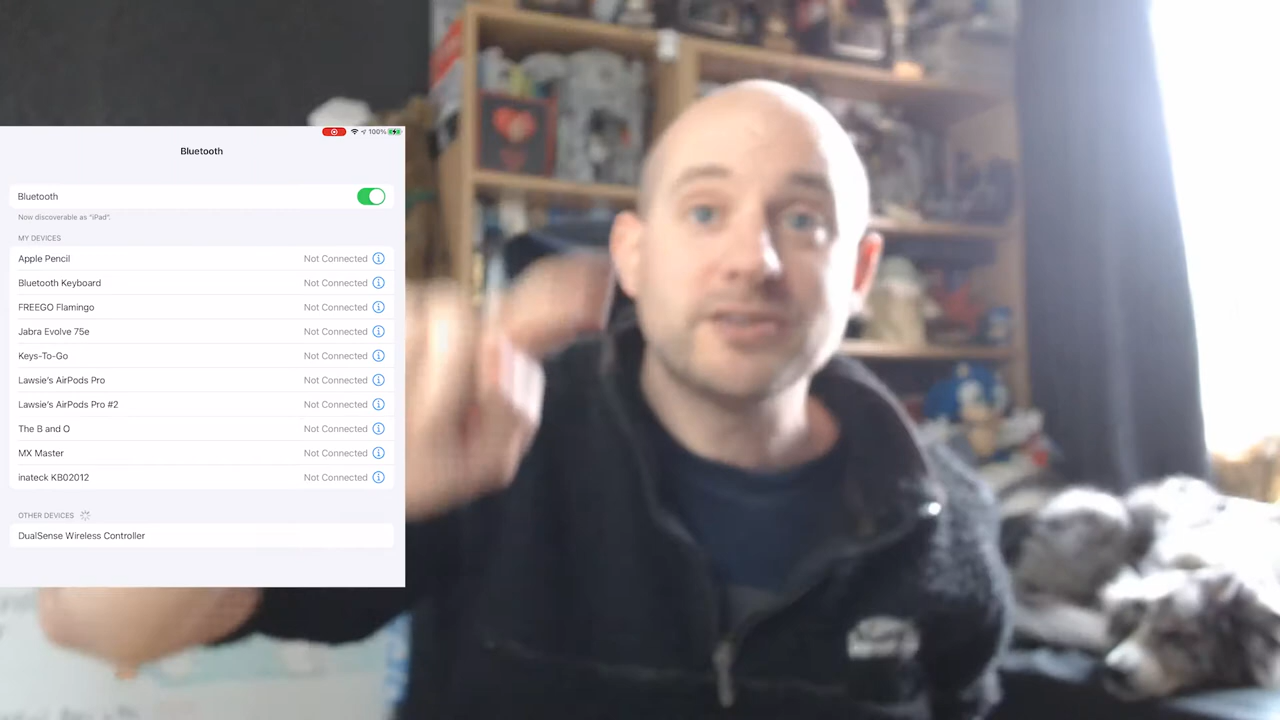 100%
Bluetooth
Bluetooth
Now discoverable as "iPad".
MY DEVICES
Apple Pencil Not Connected
Bluetooth Keyboard Not Connected
FREEGO Flamingo Not Connected
Jabra Evolve 75e Not Connected
Keys-To-Go Not Connected
Lawsie's AirPods Pro Not Connected
Lawsie's AirPods Pro #2 Not Connected
The B and O Not Connected
MX Master Not Connected
inateck KB02012 Not Connected
OTHER DEVICES
DualSense Wireless Controller